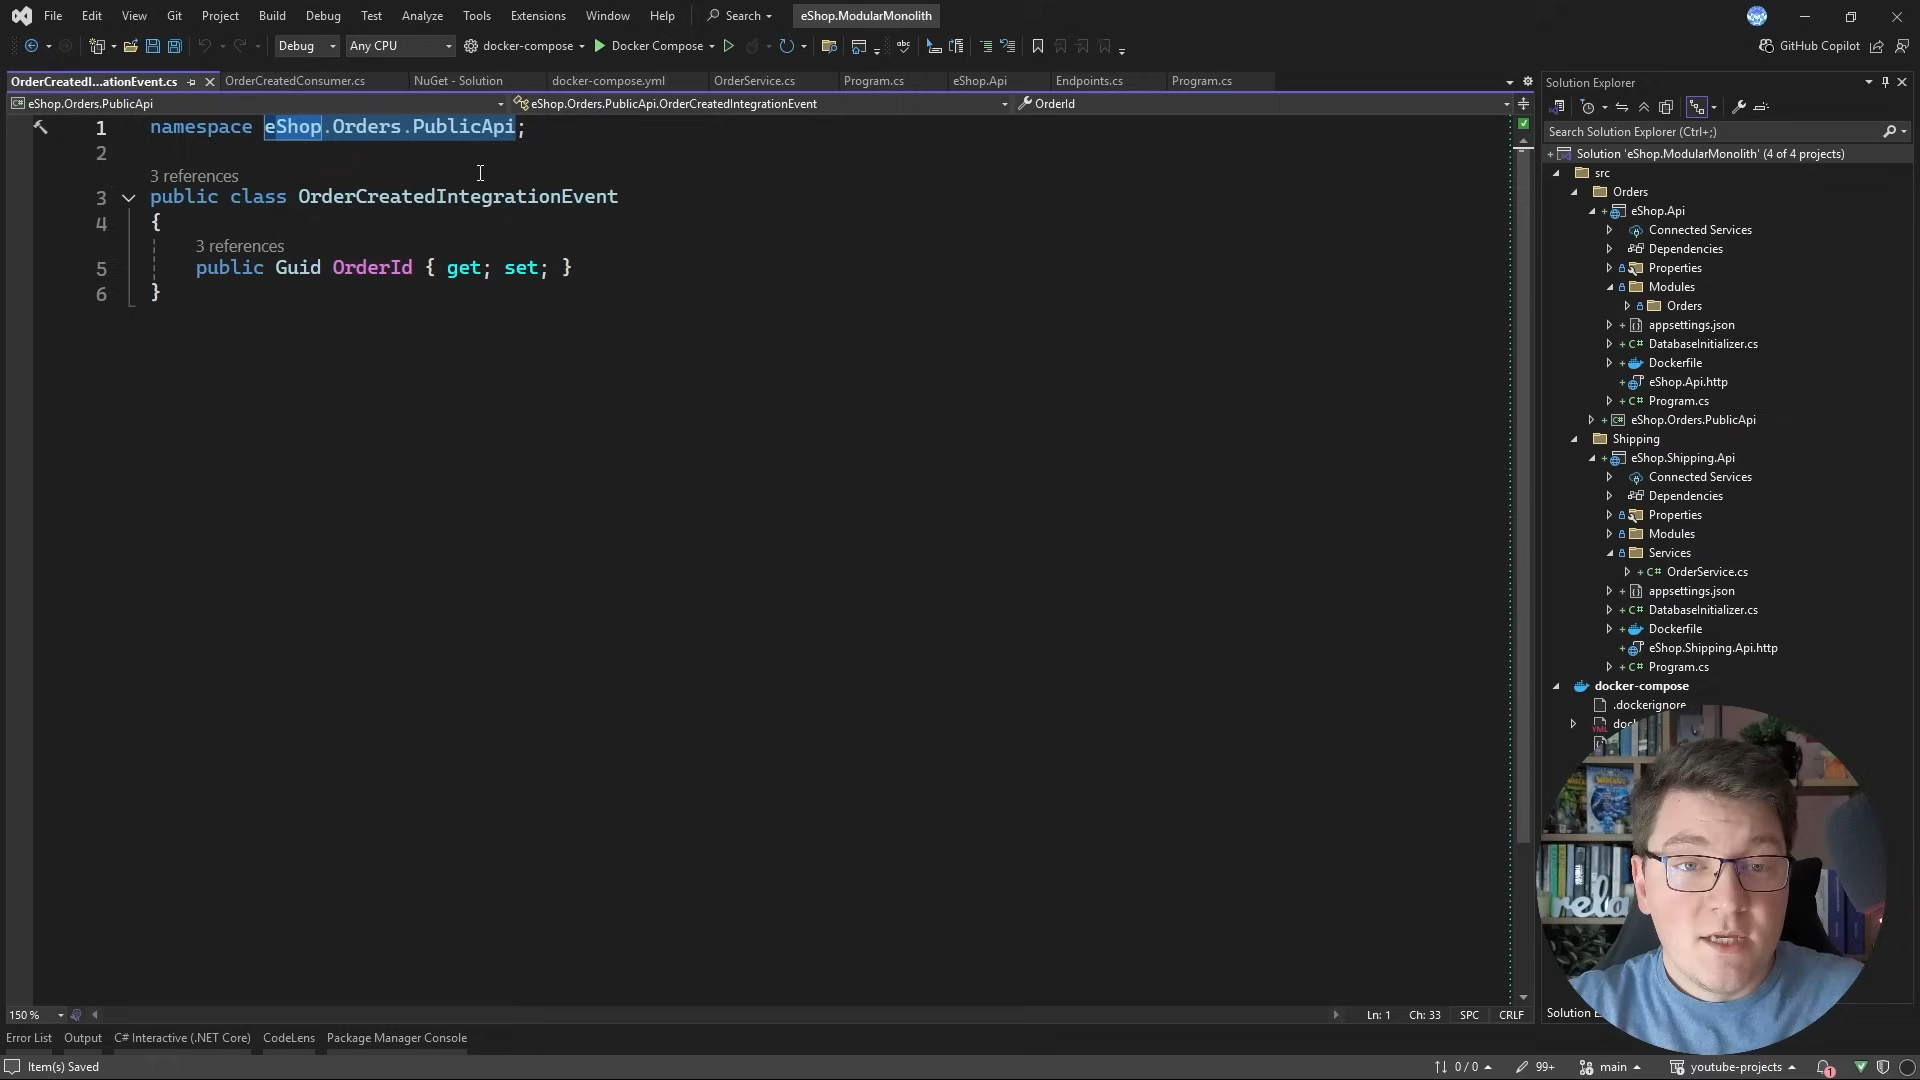 File Edit View Git Project Build Debug Test Analyze Tools Extensions Window Help Search eShop.ModularMonolith
Debug Any CPU docker-compose Docker Compose GitHub Copilot
OrderCreatedI...ationEvent.cs OrderCreatedConsumer.cs NuGet - Solution docker-compose.yml OrderService.cs Program.cs eShop.Api Endpoints.cs Program.cs
eShop.Orders.PublicApi eShop.Orders.PublicApi.OrderCreatedIntegrationEvent OrderId
1 namespace eShop.Orders.PublicApi;
2
3 references
3 public class OrderCreatedIntegrationEvent
4 {
3 references
5 public Guid OrderId { get; set; }
6 }
Solution Explorer
Search Solution Explorer (Ctrl+;)
Solution 'eShop.ModularMonolith' (4 of 4 projects)
src
Orders
eShop.Api
Connected Services
Dependencies
Properties
Modules
Orders
appsettings.json
DatabaseInitializer.cs
Dockerfile
eShop.Api.http
Program.cs
eShop.Orders.PublicApi
Shipping
eShop.Shipping.Api
Connected Services
Dependencies
Properties
Modules
Services
OrderService.cs
appsettings.json
DatabaseInitializer.cs
Dockerfile
eShop.Shipping.Api.http
Program.cs
docker-compose
.dockerignore
150 % Ln: 1 Ch: 33 SPC CRLF
Solution
Error List Output C# Interactive (.NET Core) CodeLens Package Manager Console
Item(s) Saved 0 / 0 99+ main youtube-projects 1